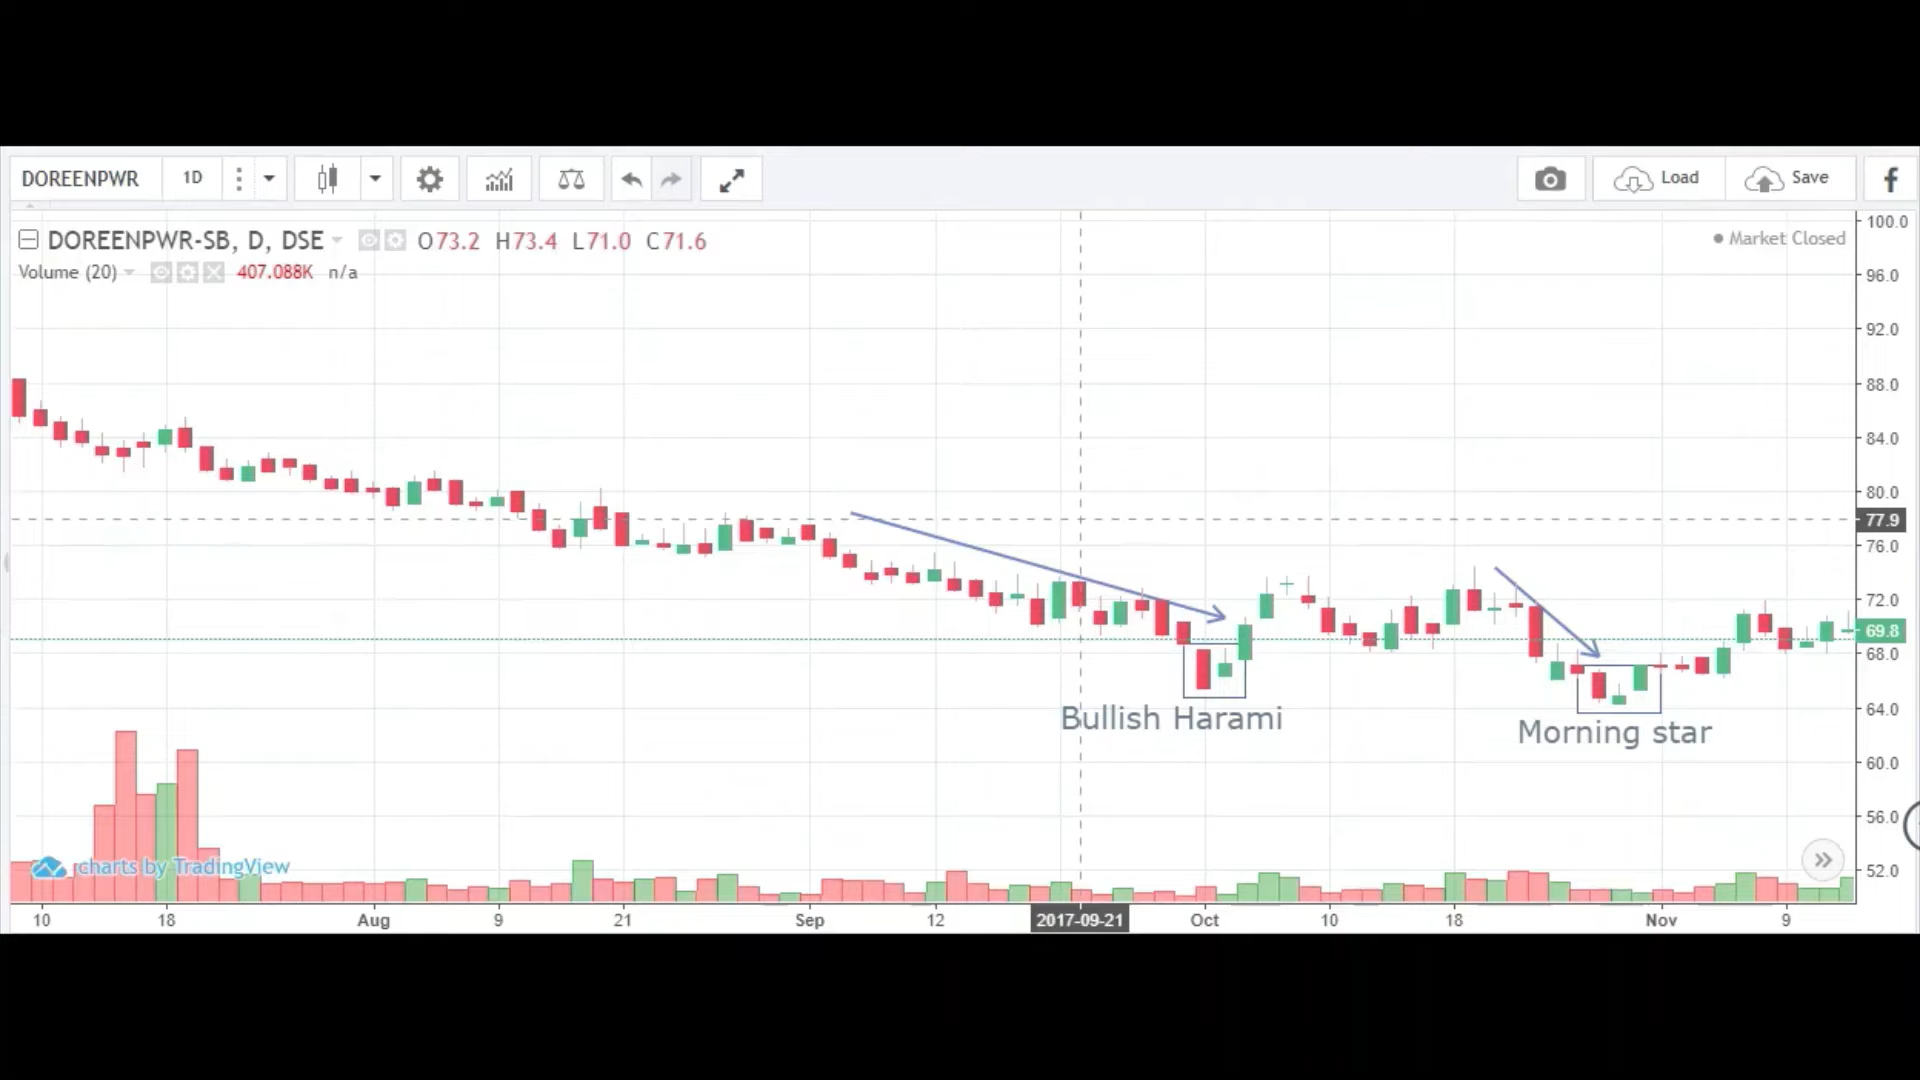 DOREENPWR 1D Load Save f
DOREENPWR-SB, D, DSE O73.2 H73.4 L71.0 C71.6 Market Closed
Volume (20) 407.088K n/a
100.0
96.0
92.0
88.0
84.0
80.0
77.9
76.0
72.0
69.8
68.0
64.0
60.0
56.0
52.0
Bullish Harami
Morning star
charts by TradingView
10 18 Aug 9 21 Sep 12 2017-09-21 Oct 10 18 Nov 9